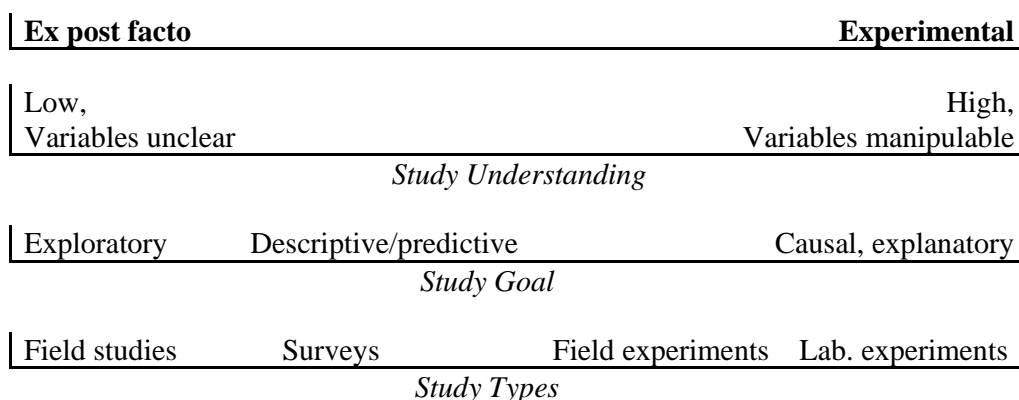 Ex post facto Experimental
Low, High,
Variables unclear Variables manipulable
Study Understanding
Exploratory Descriptive/predictive Causal, explanatory
Study Goal
Field studies Surveys Field experiments Lab. experiments
Study Types